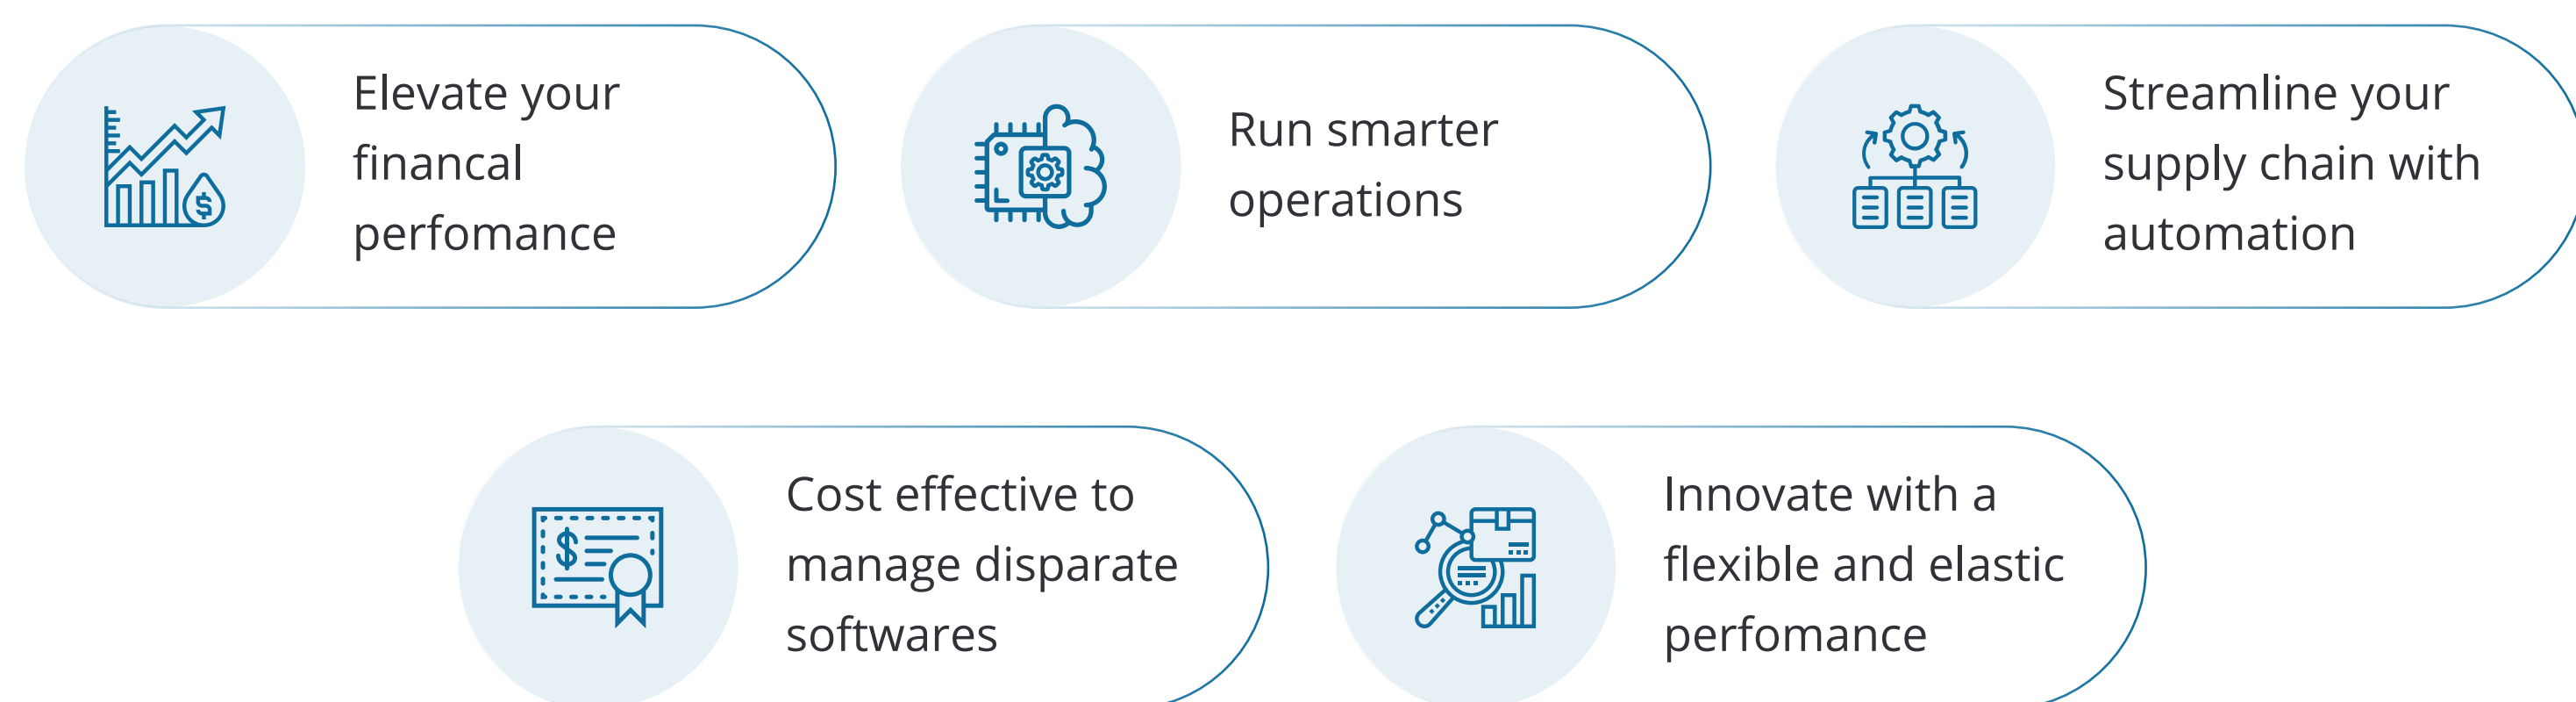 Elevate your
financal
perfomance
Run smarter
operations
Streamline your
supply chain with
automation
Cost effective to
manage disparate
softwares
Innovate with a
flexible and elastic
perfomance